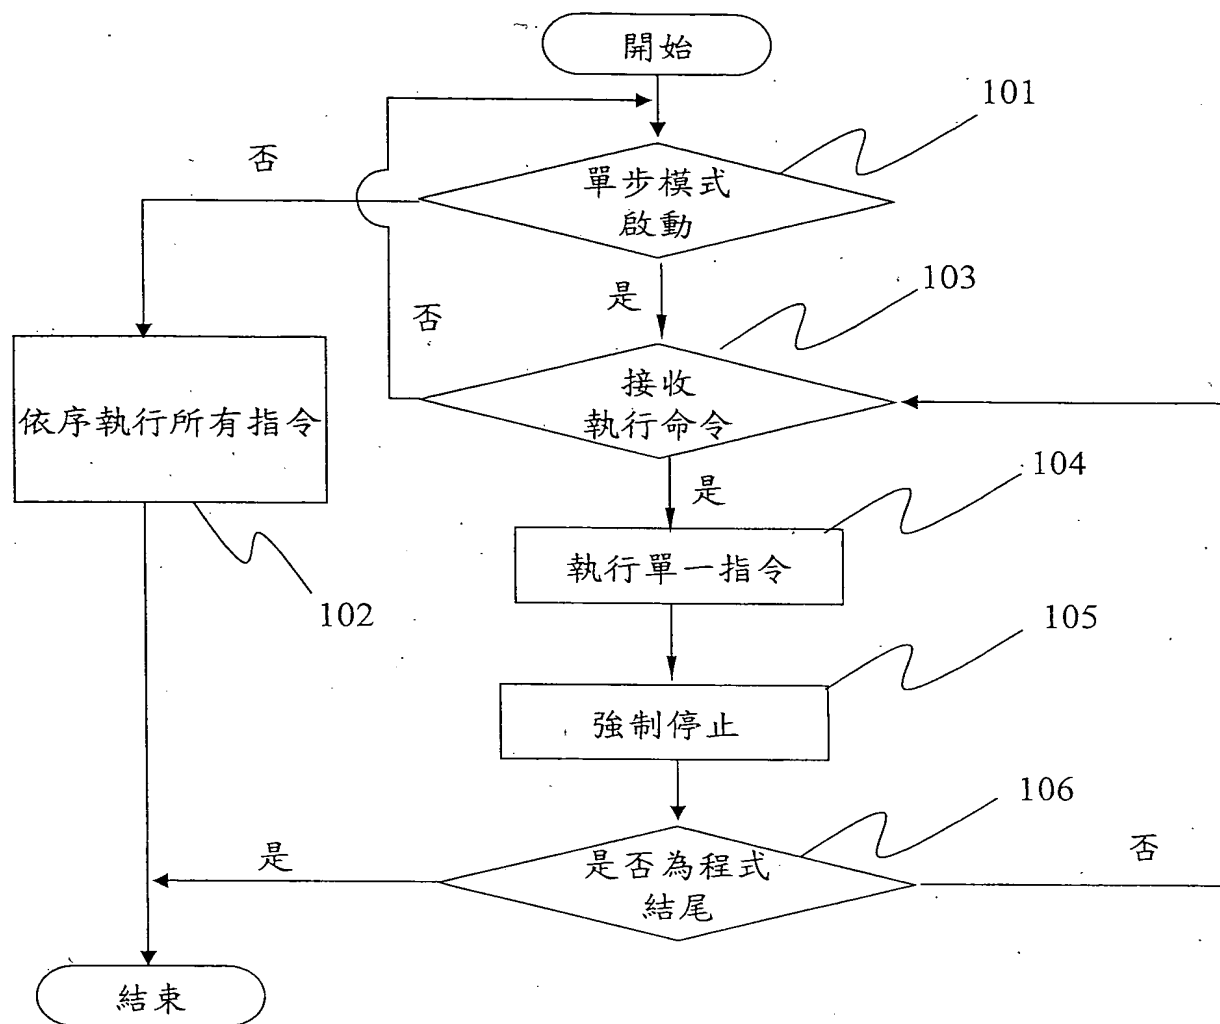 開始
101
否
單步模式
啟動
是
103
否
接收
執行命令
依序執行所有指令
是
104
執行單一指令
102
105
強制停止
106
是
是否為程式
結尾
否
結束